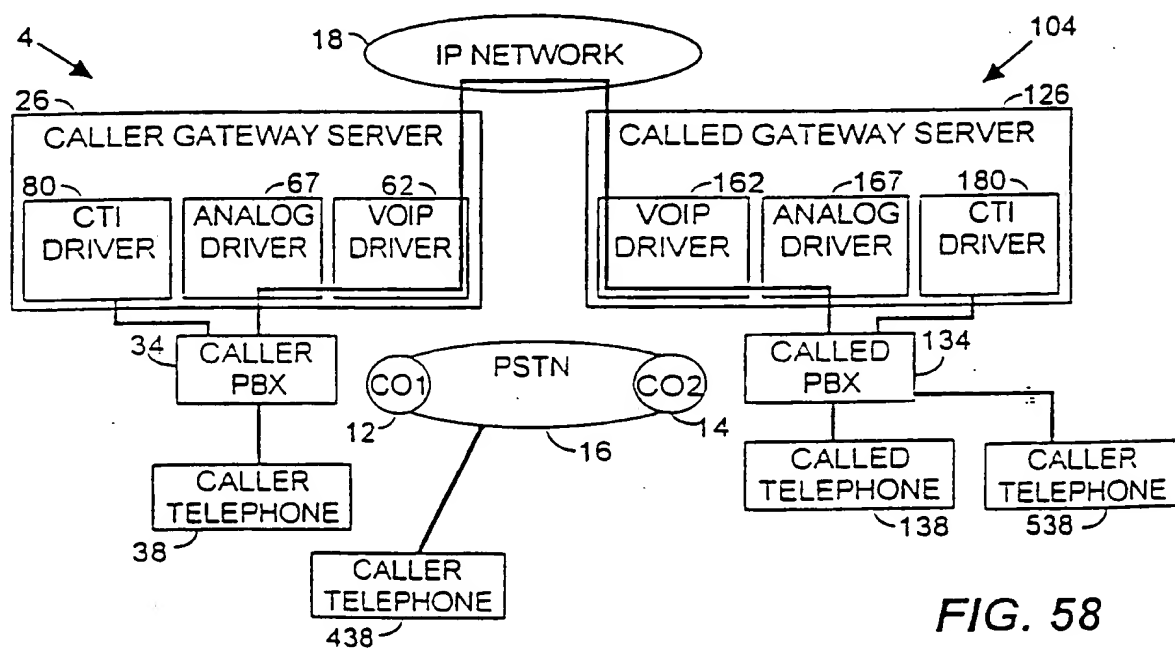 4
18
IP NETWORK
104
26
126
CALLER GATEWAY SERVER
CALLED GATEWAY SERVER
80
67
62
162
167
180
CTI
DRIVER
ANALOG
DRIVER
VOIP
DRIVER
VOIP
DRIVER
ANALOG
DRIVER
CTI
DRIVER
34
CALLER
PBX
CO1
PSTN
CO2
CALLED
PBX
134
12
16
14
CALLER
TELEPHONE
38
CALLED
TELEPHONE
138
CALLER
TELEPHONE
538
CALLER
TELEPHONE
438
FIG. 58